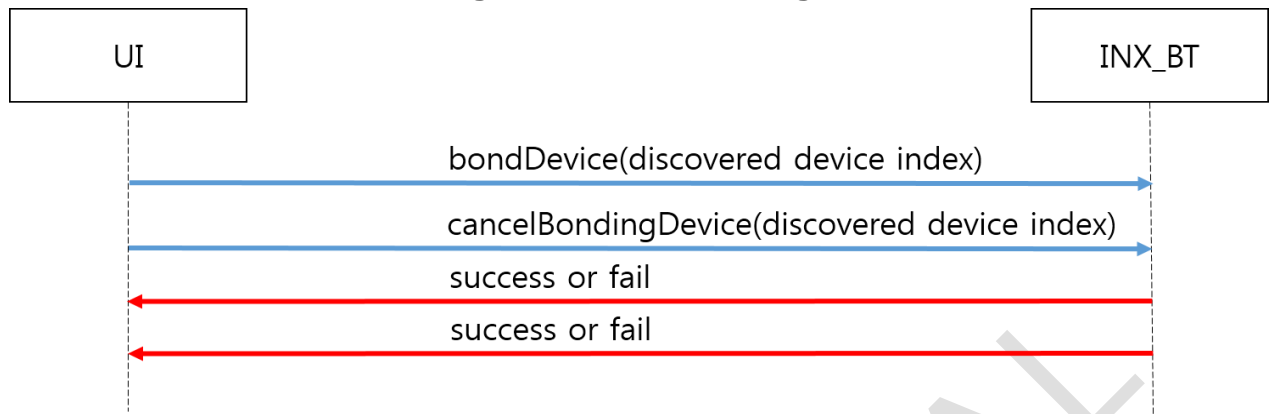 UI
INX_BT
bondDevice(discovered device index)
cancelBondingDevice(discovered device index)
success or fail
success or fail